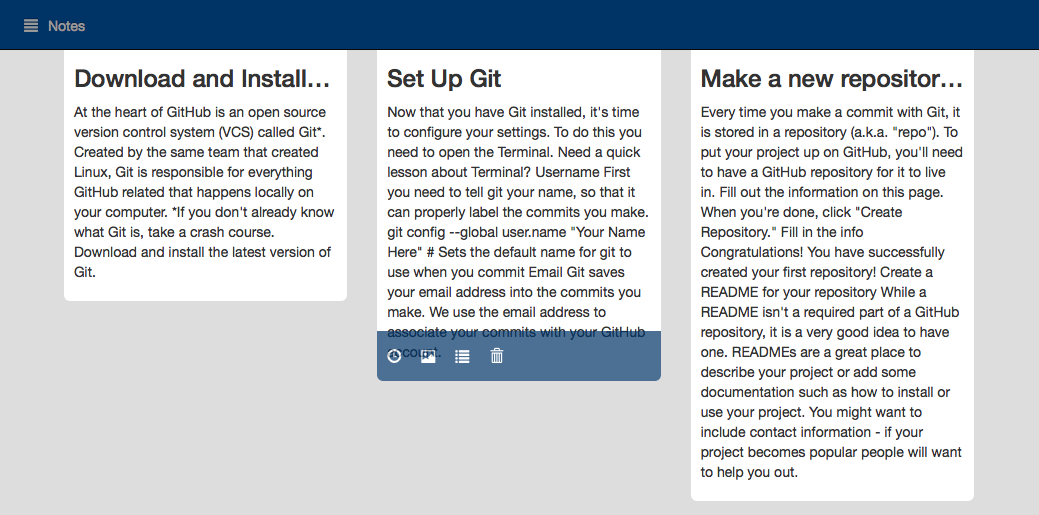 Notes
Download and Install…
At the heart of GitHub is an open source
version control system (VCS) called Git*.
Created by the same team that created
Linux, Git is responsible for everything
GitHub related that happens locally on
your computer. *If you don't already know
what Git is, take a crash course.
Download and install the latest version of
Git.
Set Up Git
Now that you have Git installed, it's time
to configure your settings. To do this you
need to open the Terminal. Need a quick
lesson about Terminal? Username First
you need to tell git your name, so that it
can properly label the commits you make.
git config --global user.name "Your Name
Here" # Sets the default name for git to
use when you commit Email Git saves
your email address into the commits you
make. We use the email address to
associate your commits with your GitHub
account.
Make a new repositor…
Every time you make a commit with Git, it
is stored in a repository (a.k.a. "repo"). To
put your project up on GitHub, you'll need
to have a GitHub repository for it to live
in. Fill out the information on this page.
When you're done, click "Create
Repository." Fill in the info
Congratulations! You have successfully
created your first repository! Create a
README for your repository While a
README isn't a required part of a GitHub
repository, it is a very good idea to have
one. READMEs are a great place to
describe your project or add some
documentation such as how to install or
use your project. You might want to
include contact information - if your
project becomes popular people will want
to help you out.